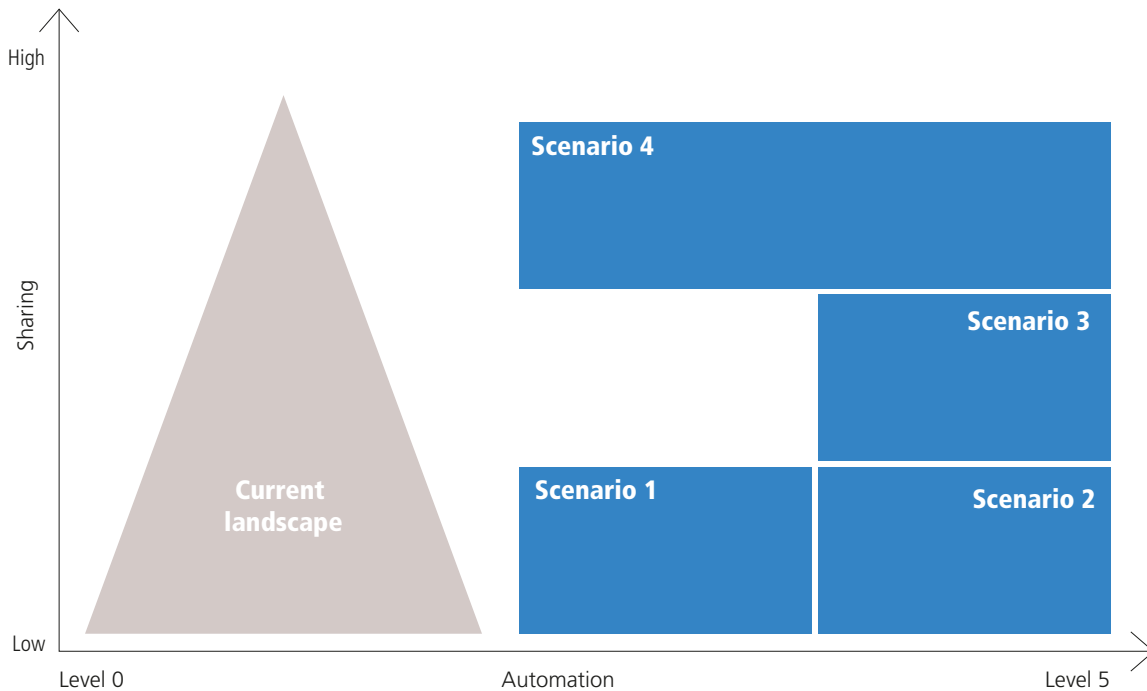 High
Scenario 4
Sharing
Scenario 3
Current
landscape
Scenario 1
Scenario 2
Low
Level 0
Automation
Level 5